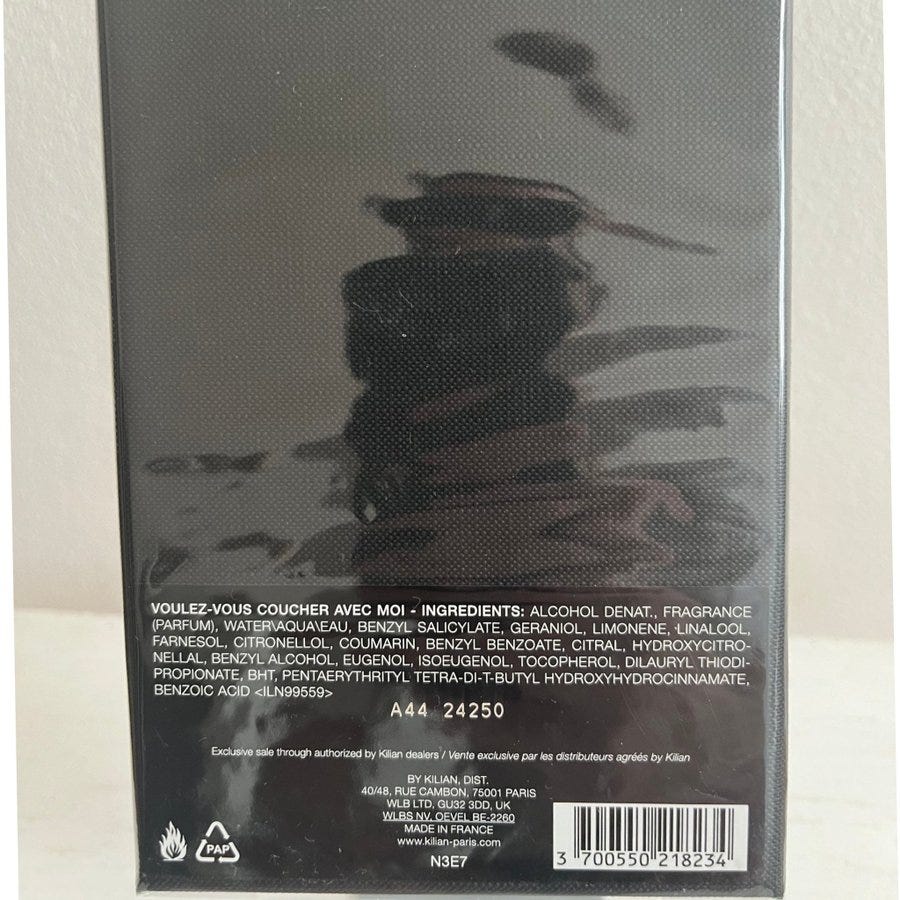 VOULEZ-VOUS COUCHER AVEC MOI - INGREDIENTS: ALCOHOL DENAT., FRAGRANCE
(PARFUM), WATER\AQUA\EAU, BENZYL SALICYLATE, GERANIOL, LIMONENE, LINALOOL,
FARNESOL, CITRONELLOL, COUMARIN, BENZYL BENZOATE, CITRAL, HYDROXYCITRO-
NELLAL, BENZYL ALCOHOL, EUGENOL, ISOEUGENOL, TOCOPHEROL, DILAURYL THIODI-
PROPIONATE, BHT, PENTAERYTHRITYL TETRA-DI-T-BUTYL HYDROXYHYDROCINNAMATE,
BENZOIC ACID <ILN99559>
A44 24250
Exclusive sale through authorized by Kilian dealers / Vente exclusive par les distributeurs agréés by Kilian
BY KILIAN, DIST.
40/48, RUE CAMBON, 75001 PARIS
WLB LTD, GU32 3DD, UK
WLBS NV. OEVEL BE-2260
MADE IN FRANCE
www.kilian-paris.com
N3E7
PAP
3 700550 218234